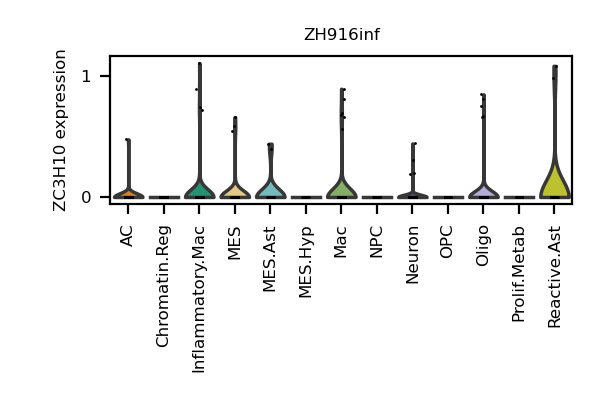 ZH916inf
ZC3H10 expression
1
0
AC
Chromatin.Reg
Inflammatory.Mac
MES
MES.Ast
MES.Hyp
Mac
NPC
Neuron
OPC
Oligo
Prolif.Metab
Reactive.Ast